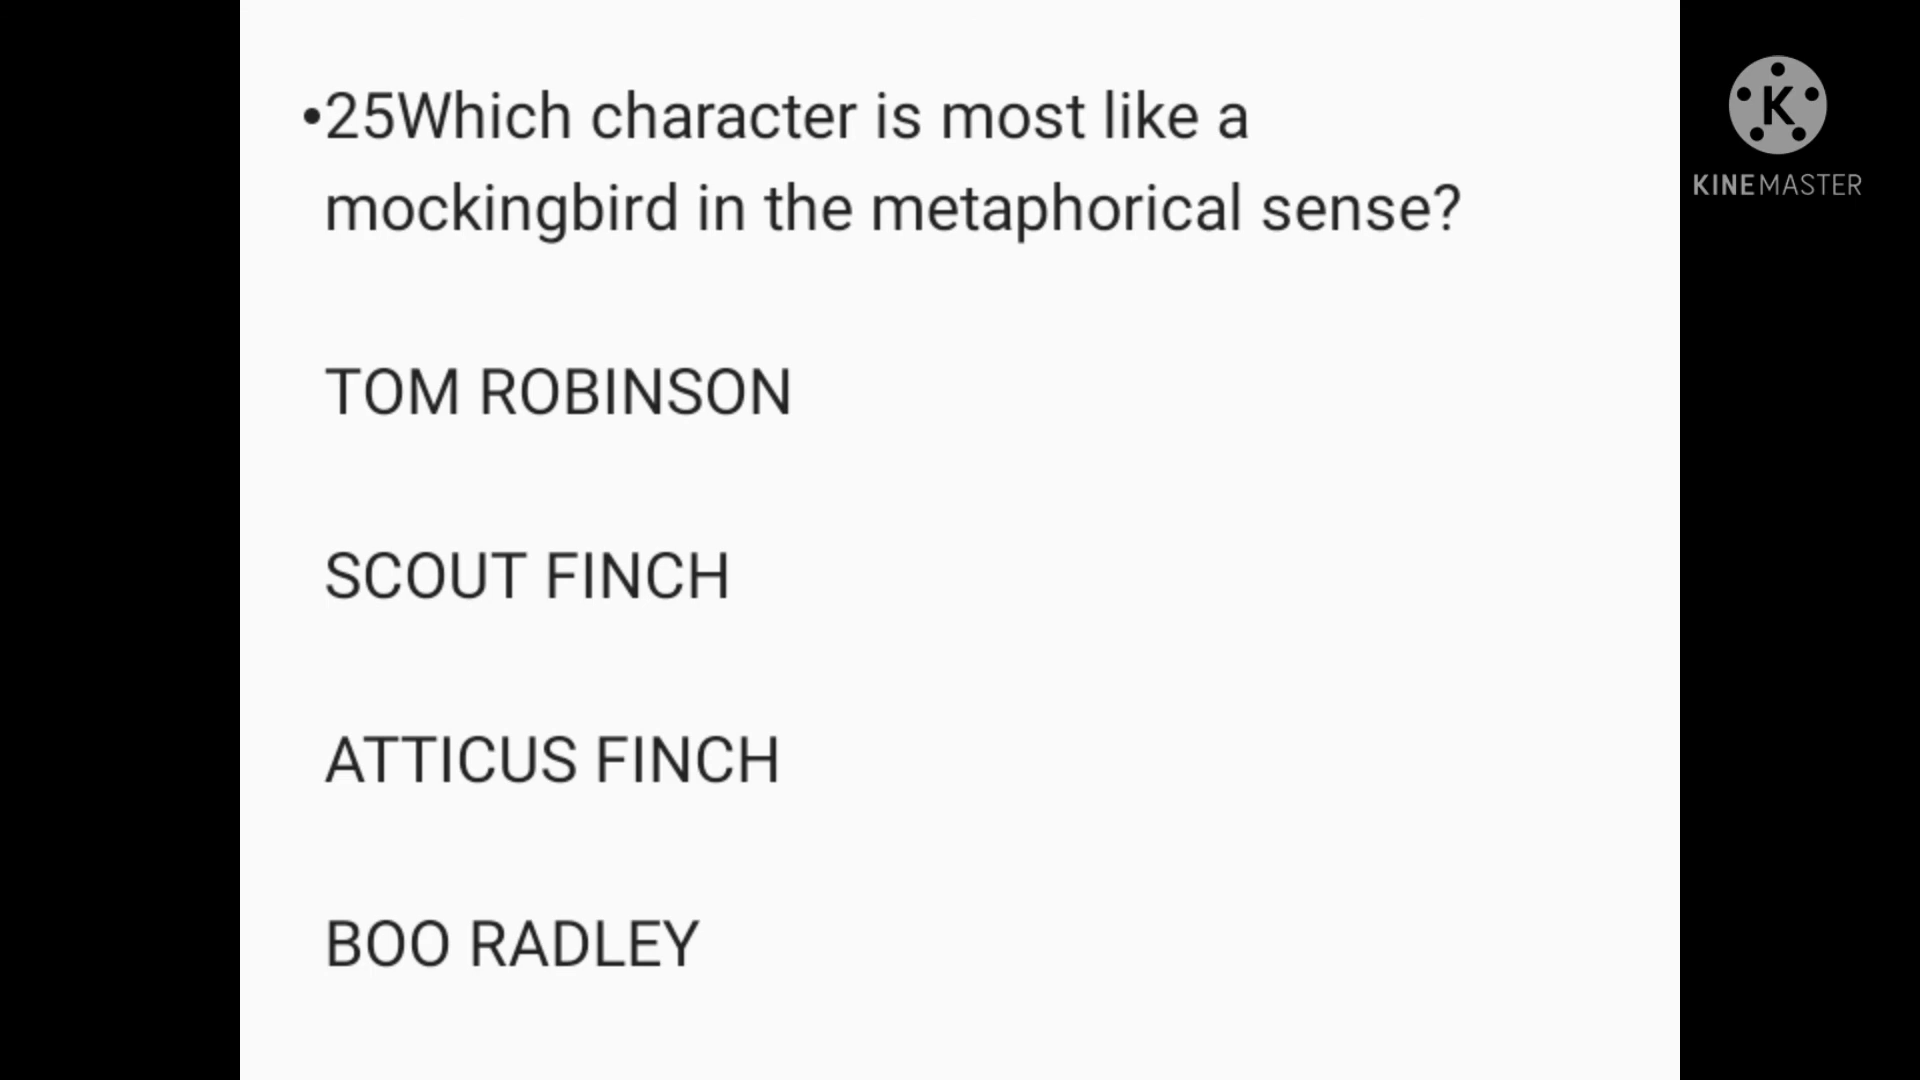 •25Which character is most like a
mockingbird in the metaphorical sense?
TOM ROBINSON
SCOUT FINCH
ATTICUS FINCH
BOO RADLEY
K
KINEMASTER